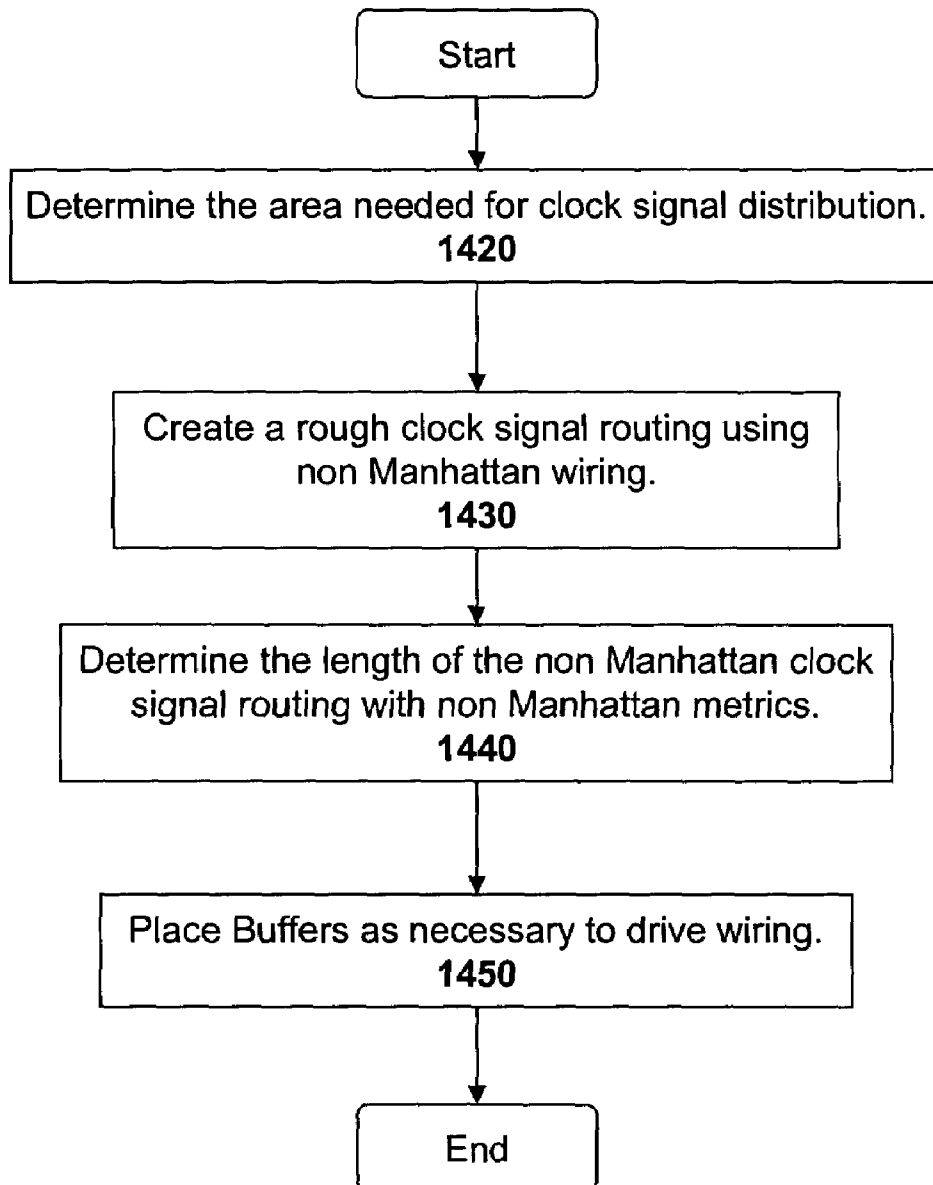 Start
Determine the area needed for clock signal distribution.
1420
Create a rough clock signal routing using
non Manhattan wiring.
1430
Determine the length of the non Manhattan clock
signal routing with non Manhattan metrics.
1440
Place Buffers as necessary to drive wiring.
1450
End